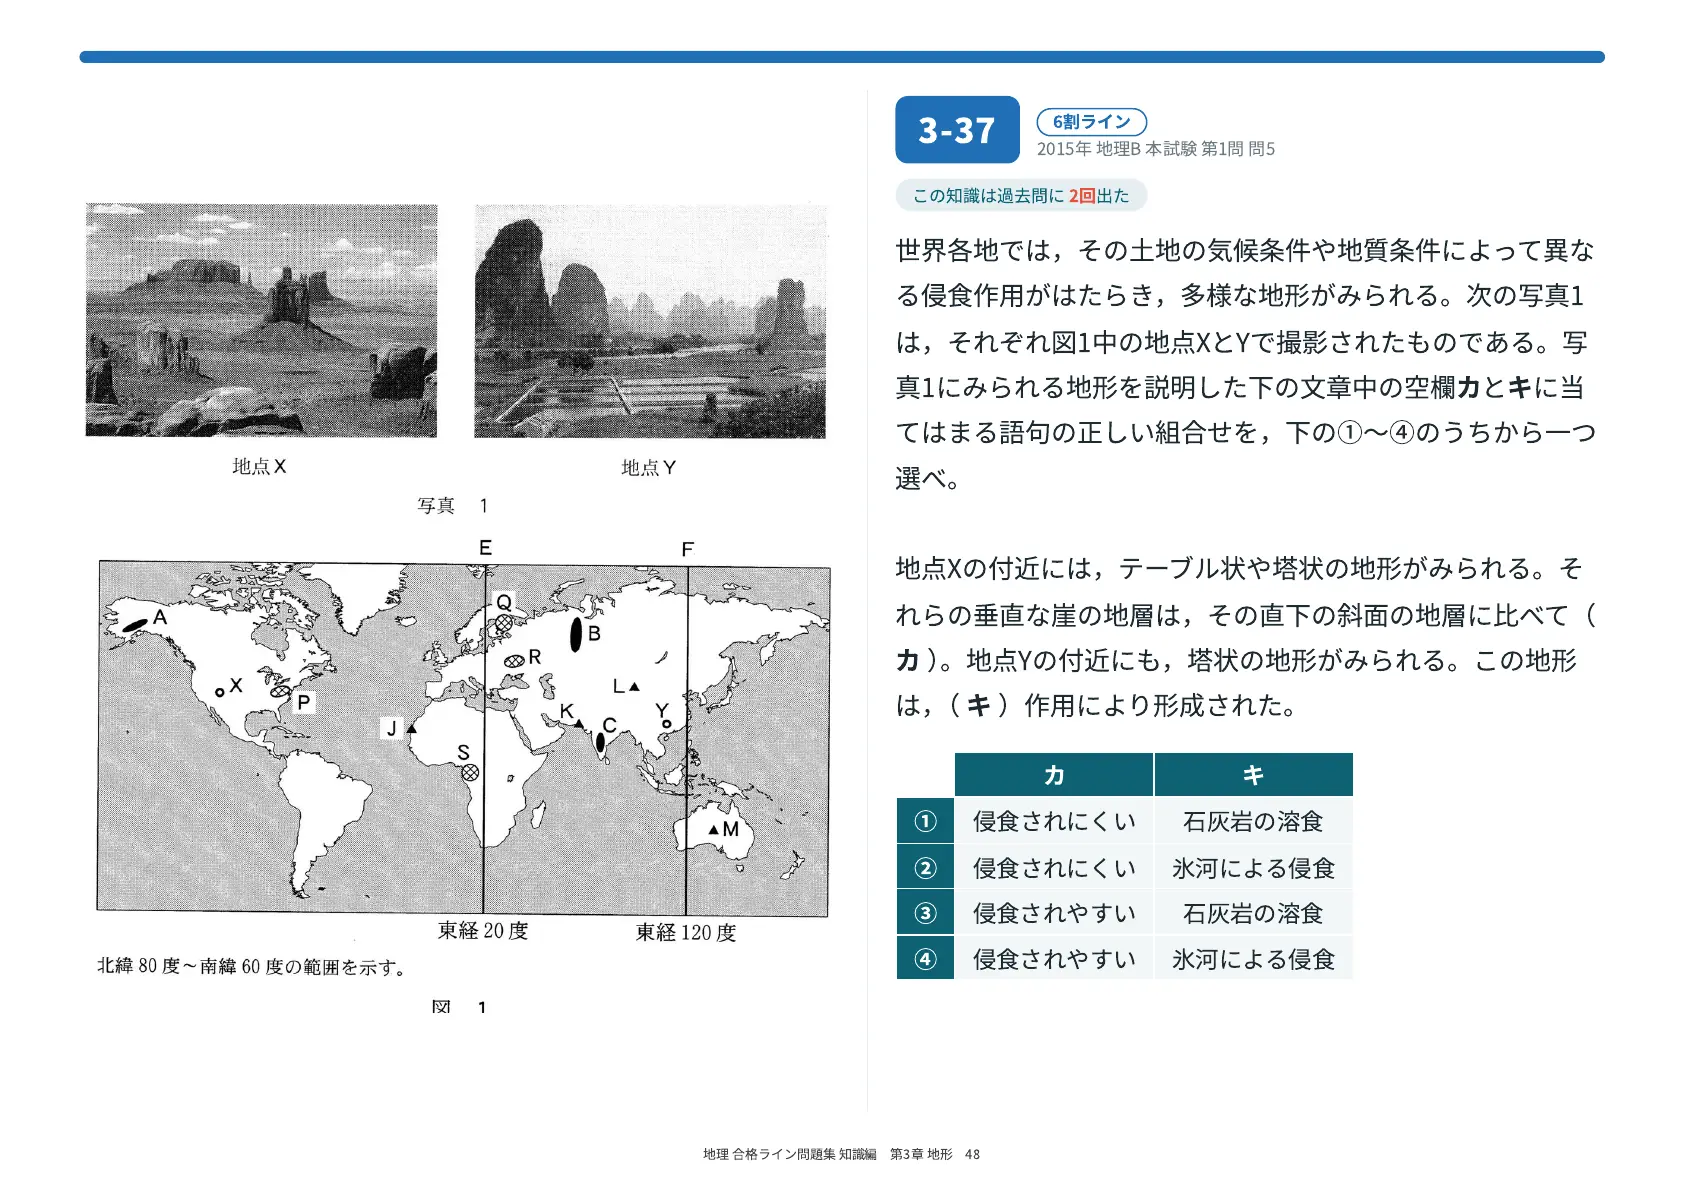 3-37
6割ライン
2015年 地理B 本試験 第1問 問5
この知識は過去問に 2回出た
世界各地では，その土地の気候条件や地質条件によって異な
る侵食作用がはたらき，多様な地形がみられる。次の写真1
は，それぞれ図1中の地点XとYで撮影されたものである。写
真1にみられる地形を説明した下の文章中の空欄カとキに当
てはまる語句の正しい組合せを，下の①～④のうちから一つ
選べ。
地点Xの付近には，テーブル状や塔状の地形がみられる。そ
れらの垂直な崖の地層は，その直下の斜面の地層に比べて（
カ ）。地点Yの付近にも，塔状の地形がみられる。この地形
は，（ キ ）作用により形成された。
カ キ
① 侵食されにくい 石灰岩の溶食
② 侵食されにくい 氷河による侵食
③ 侵食されやすい 石灰岩の溶食
④ 侵食されやすい 氷河による侵食
地点X 地点Y
写真 1
E F
A
Q
B
R
X
P
L
J
K
C
Y
S
M
東経 20 度 東経 120 度
北緯 80 度～南緯 60 度の範囲を示す。
図 1
地理 合格ライン問題集 知識編 第3章 地形 48